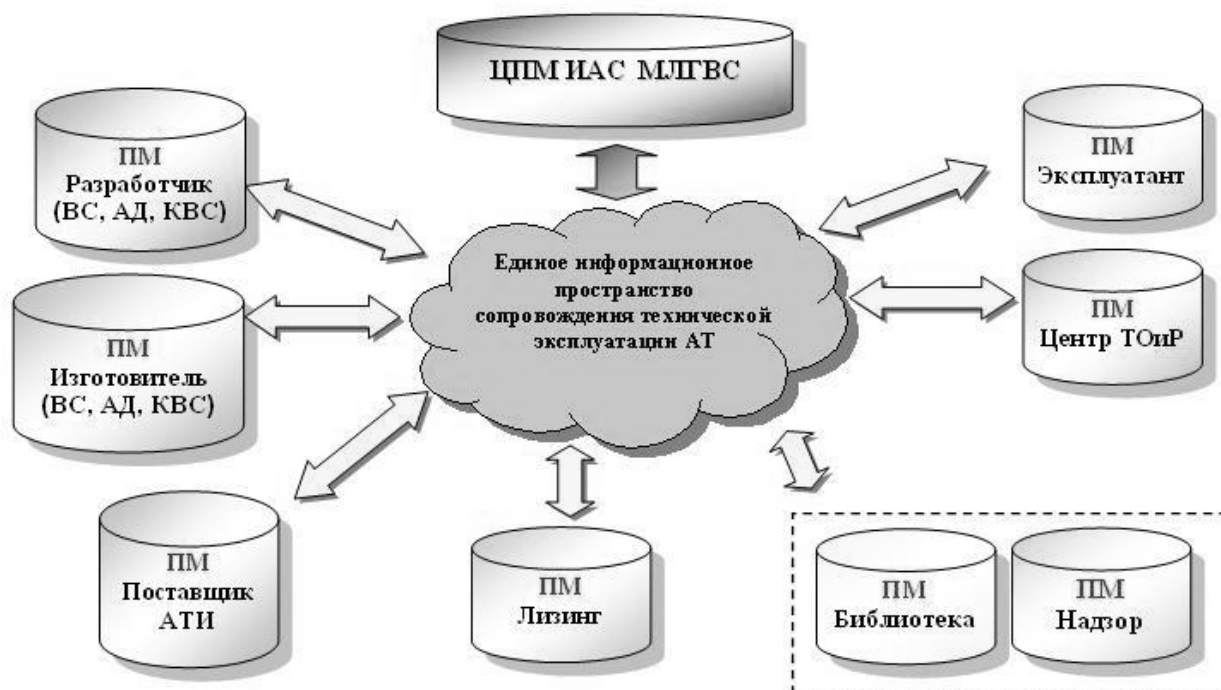 ЦПМ ИАС МЛГВС
ПМ
Разработчик
(ВС, АД, КВС)
ПМ
Эксплуатант
Единое информационное
пространство
сопровождения технической
эксплуатации АТ
ПМ
Изготовитель
(ВС, АД, КВС)
ПМ
Центр ТОиР
ПМ
Поставщик
АТИ
ПМ
Лизинг
ПМ
Библиотека
ПМ
Надзор